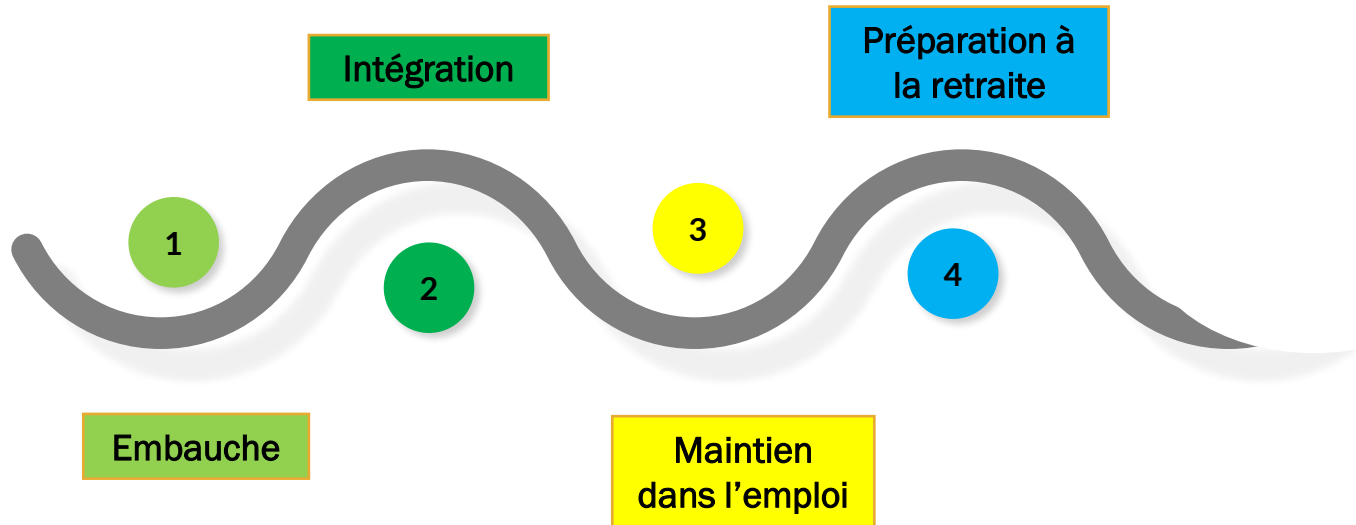 Préparation à
la retraite
Intégration
1
2
3
4
Embauche
Maintien
dans l’emploi